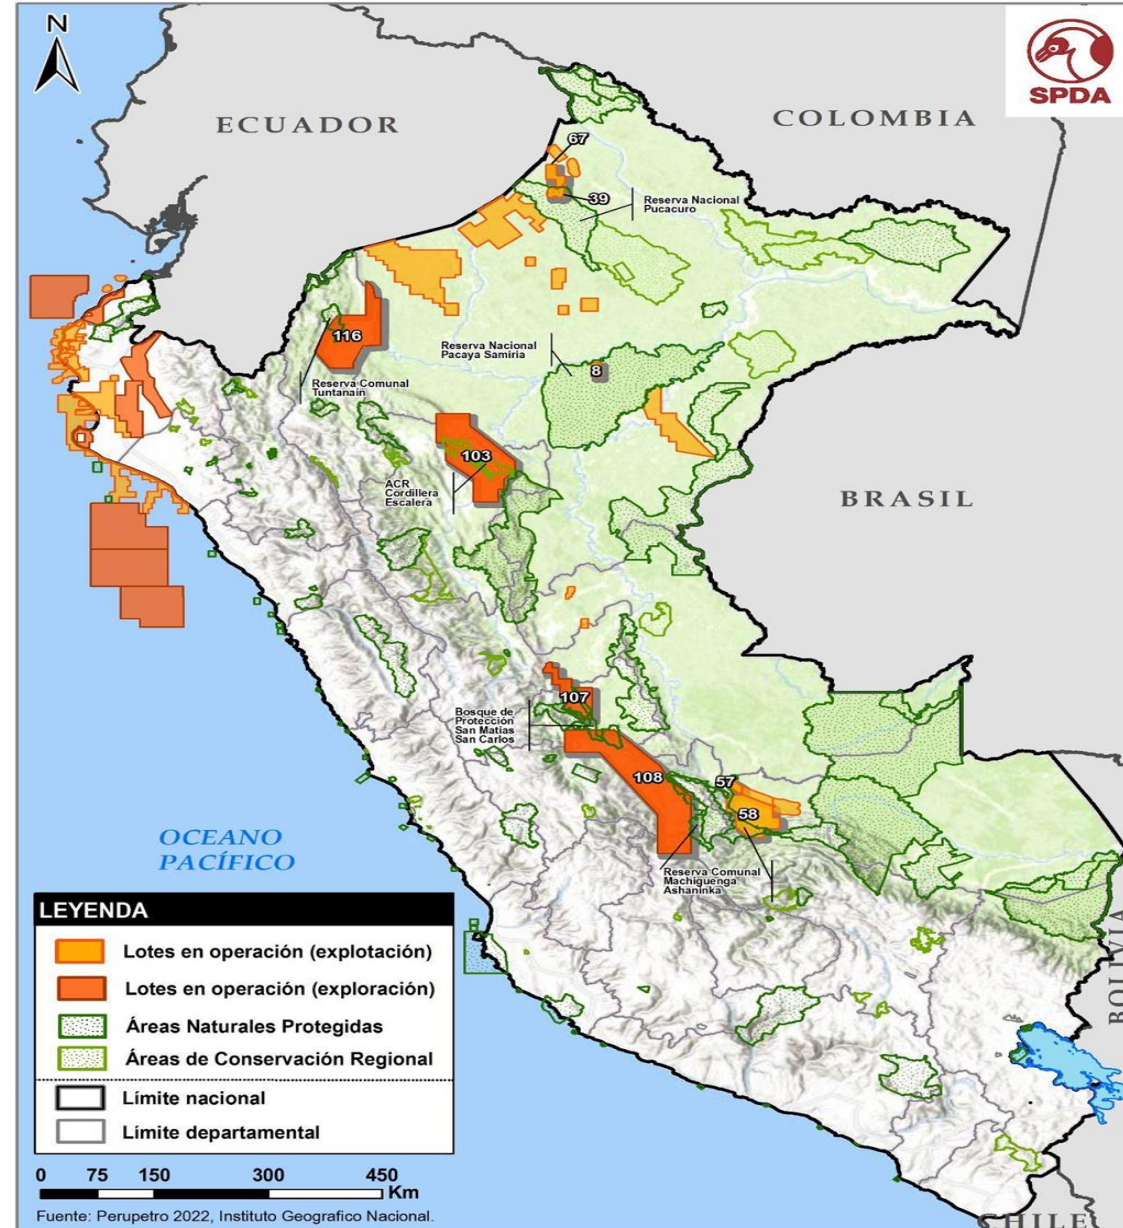 N
SPDA
ECUADOR
COLOMBIA
67
39
Reserva Nacional
Pucacuro
116
Reserva Nacional
Pacaya Samiria
8
Reserva Comunal
Tuntanain
103
ACR
Cordillera
Escalera
BRASIL
107
Bosque de
Protección
San Matias
San Carlos
108
57
58
OCEANO
PACÍFICO
Reserva Comunal
Machiguenga
Ashaninka
BOLIVIA
LEYENDA
Lotes en operación (explotación)
Lotes en operación (exploración)
Áreas Naturales Protegidas
Áreas de Conservación Regional
Límite nacional
Límite departamental
0 75 150 300 450
Km
Fuente: Perupetro 2022, Instituto Geografico Nacional.
CHILE